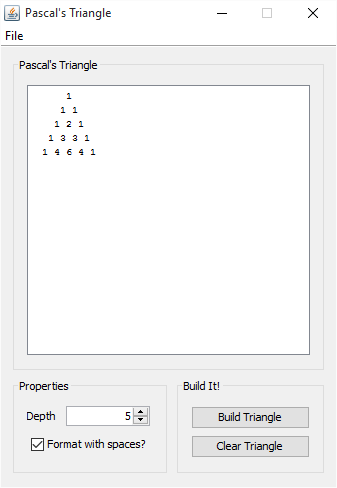 Pascal's Triangle
File
Pascal's Triangle
1
1 1
1 2 1
1 3 3 1
1 4 6 4 1
Properties
Depth 5
Format with spaces?
Build It!
Build Triangle
Clear Triangle